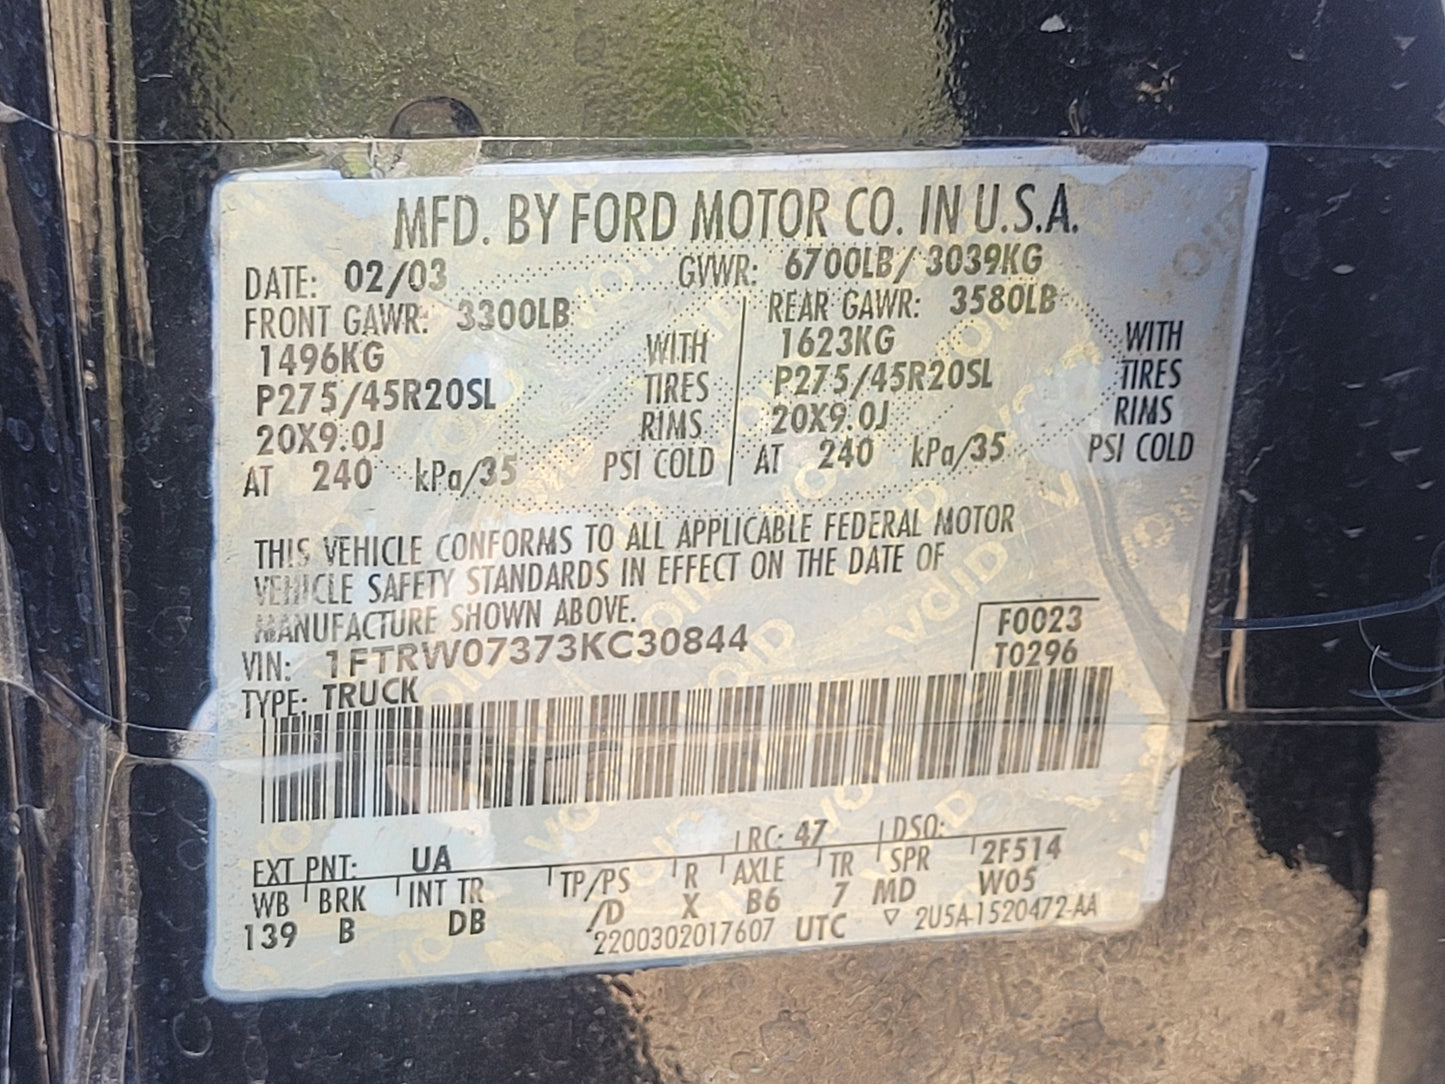 MFD. BY FORD MOTOR CO. IN U.S.A.
DATE: 02/03 GVWR: 6700LB/ 3039KG
FRONT GAWR: 3300LB REAR GAWR: 3580LB
1496KG WITH 1623KG WITH
P275/45R20SL TIRES P275/45R20SL TIRES
20X9.0J RIMS 20X9.0J RIMS
AT 240 kPa/35 PSI COLD AT 240 kPa/35 PSI COLD
THIS VEHICLE CONFORMS TO ALL APPLICABLE FEDERAL MOTOR
VEHICLE SAFETY STANDARDS IN EFFECT ON THE DATE OF
MANUFACTURE SHOWN ABOVE.
VIN: 1FTRW07373KC30844 F0023
TYPE: TRUCK T0296
EXT PNT: UA RC: 47 DSO:
WB BRK INT TR TP/PS R AXLE TR SPR 2F514
139 B DB /D X B6 7 MD W05
2200302017607 UTC ▽ 2U5A-1520472-AA